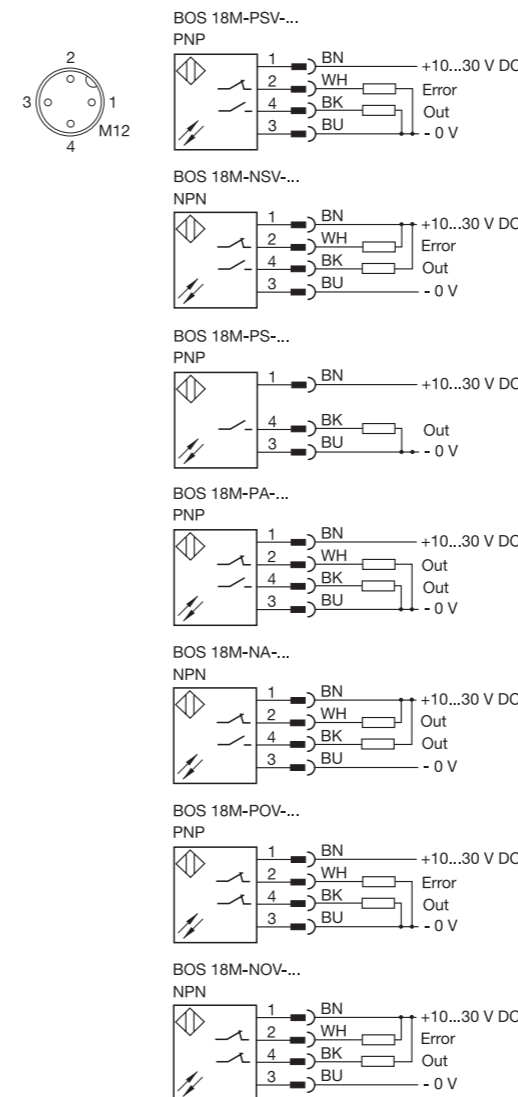 2
3 1
M12
4
BOS 18M-PSV-...
PNP
1 BN +10...30 V DC
2 WH Error
4 BK Out
3 BU - 0 V
BOS 18M-NSV-...
NPN
1 BN +10...30 V DC
2 WH Error
4 BK Out
3 BU - 0 V
BOS 18M-PS-...
PNP
1 BN +10...30 V DC
4 BK Out
3 BU - 0 V
BOS 18M-PA-...
PNP
1 BN +10...30 V DC
2 WH Out
4 BK Out
3 BU - 0 V
BOS 18M-NA-...
NPN
1 BN +10...30 V DC
2 WH Out
4 BK Out
3 BU - 0 V
BOS 18M-POV-...
PNP
1 BN +10...30 V DC
2 WH Error
4 BK Out
3 BU - 0 V
BOS 18M-NOV-...
NPN
1 BN +10...30 V DC
2 WH Error
4 BK Out
3 BU - 0 V